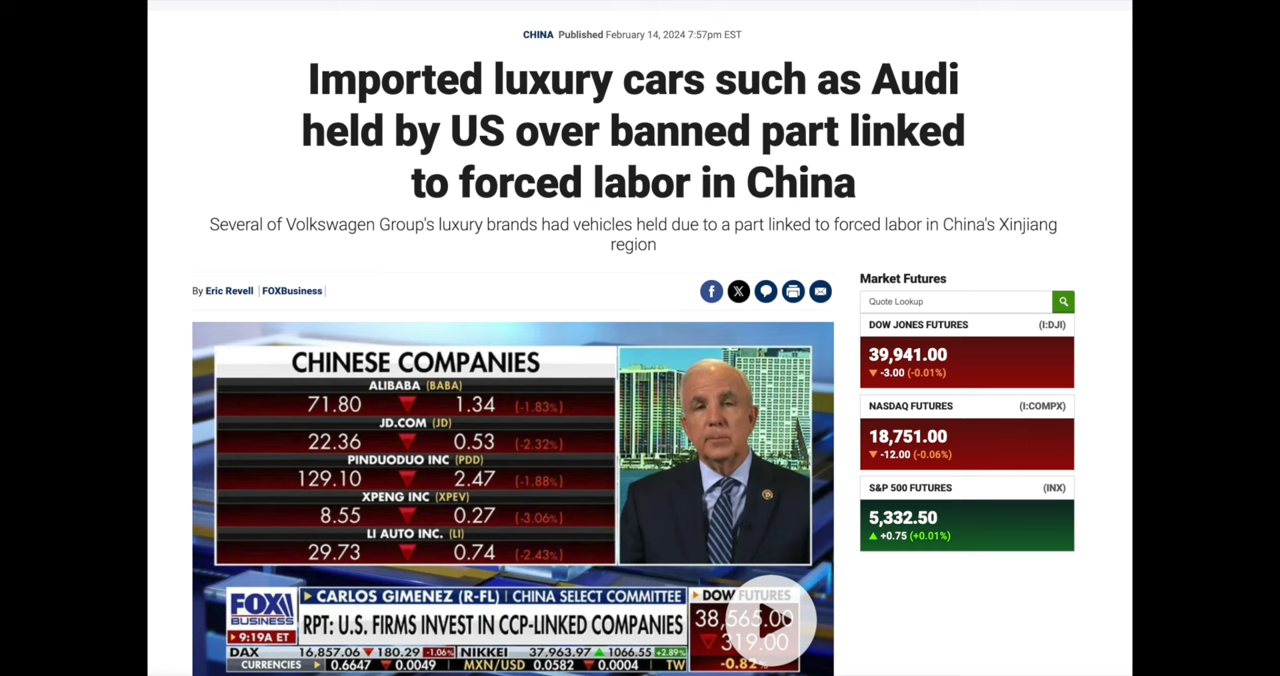 CHINA Published February 14, 2024 7:57pm EST
Imported luxury cars such as Audi
held by US over banned part linked
to forced labor in China
Several of Volkswagen Group's luxury brands had vehicles held due to a part linked to forced labor in China's Xinjiang
region
By Eric Revell | FOXBusiness |
Market Futures
Quote Lookup
DOW JONES FUTURES (I:DJI)
39,941.00
▼ -3.00 (-0.01%)
NASDAQ FUTURES (I:COMPX)
18,751.00
▼ -12.00 (-0.06%)
S&P 500 FUTURES (INX)
5,332.50
▲ +0.75 (+0.01%)
CHINESE COMPANIES
ALIBABA (BABA)
71.80 ▼ 1.34 (-1.83%)
JD.COM (JD)
22.36 ▼ 0.53 (-2.32%)
PINDUODUO INC (PDD)
129.10 ▼ 2.47 (-1.88%)
XPENG INC (XPEV)
8.55 ▼ 0.27 (-3.06%)
LI AUTO INC. (LI)
29.73 ▼ 0.74 (-2.43%)
FOX
BUSINESS
9:19A ET
CARLOS GIMENEZ (R-FL) | CHINA SELECT COMMITTEE
RPT: U.S. FIRMS INVEST IN CCP-LINKED COMPANIES
DOW FUTURES
38,565.00
▼ 319.00
-0.82%
DAX 16,857.06 ▼ 180.29 -1.06% NIKKEI 37,963.97 ▲ 1066.55 +2.89%
CURRENCIES 0.6647 ▼ 0.0049 MXN/USD 0.0582 ▼ 0.0004 TW